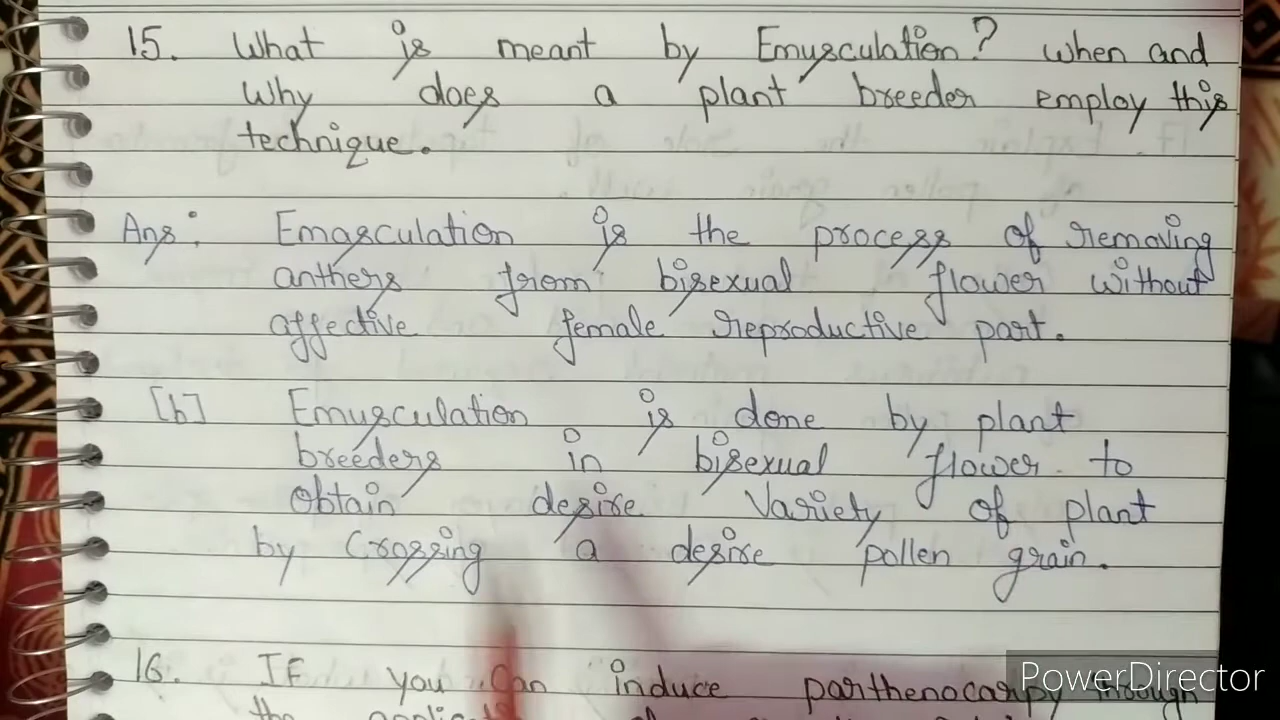 15. What is meant by Emusculation? When and
Why does a plant breeder employ this
technique.
Ans: Emasculation is the process of removing
anthers from bisexual flower without
affective female reproductive part.
[b] Emusculation is done by plant
breeders in bisexual flower to
obtain desire Variety of plant
by Crossing a desire pollen grain.
16. IF you Can induce parthenocarpy through
the
PowerDirector